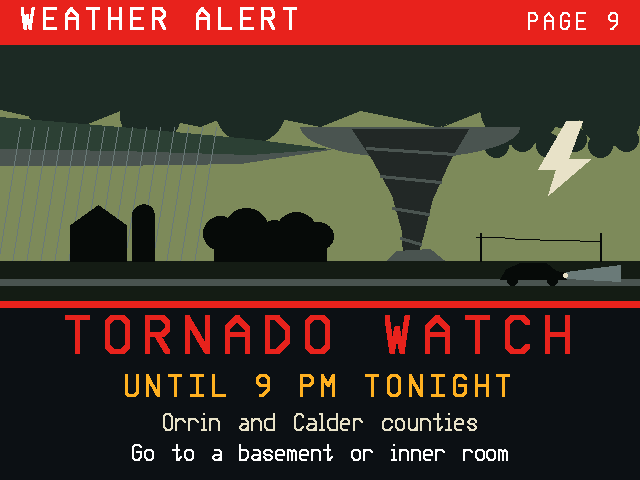 WEATHER ALERT PAGE 9
TORNADO WATCH
UNTIL 9 PM TONIGHT
Orrin and Calder counties
Go to a basement or inner room